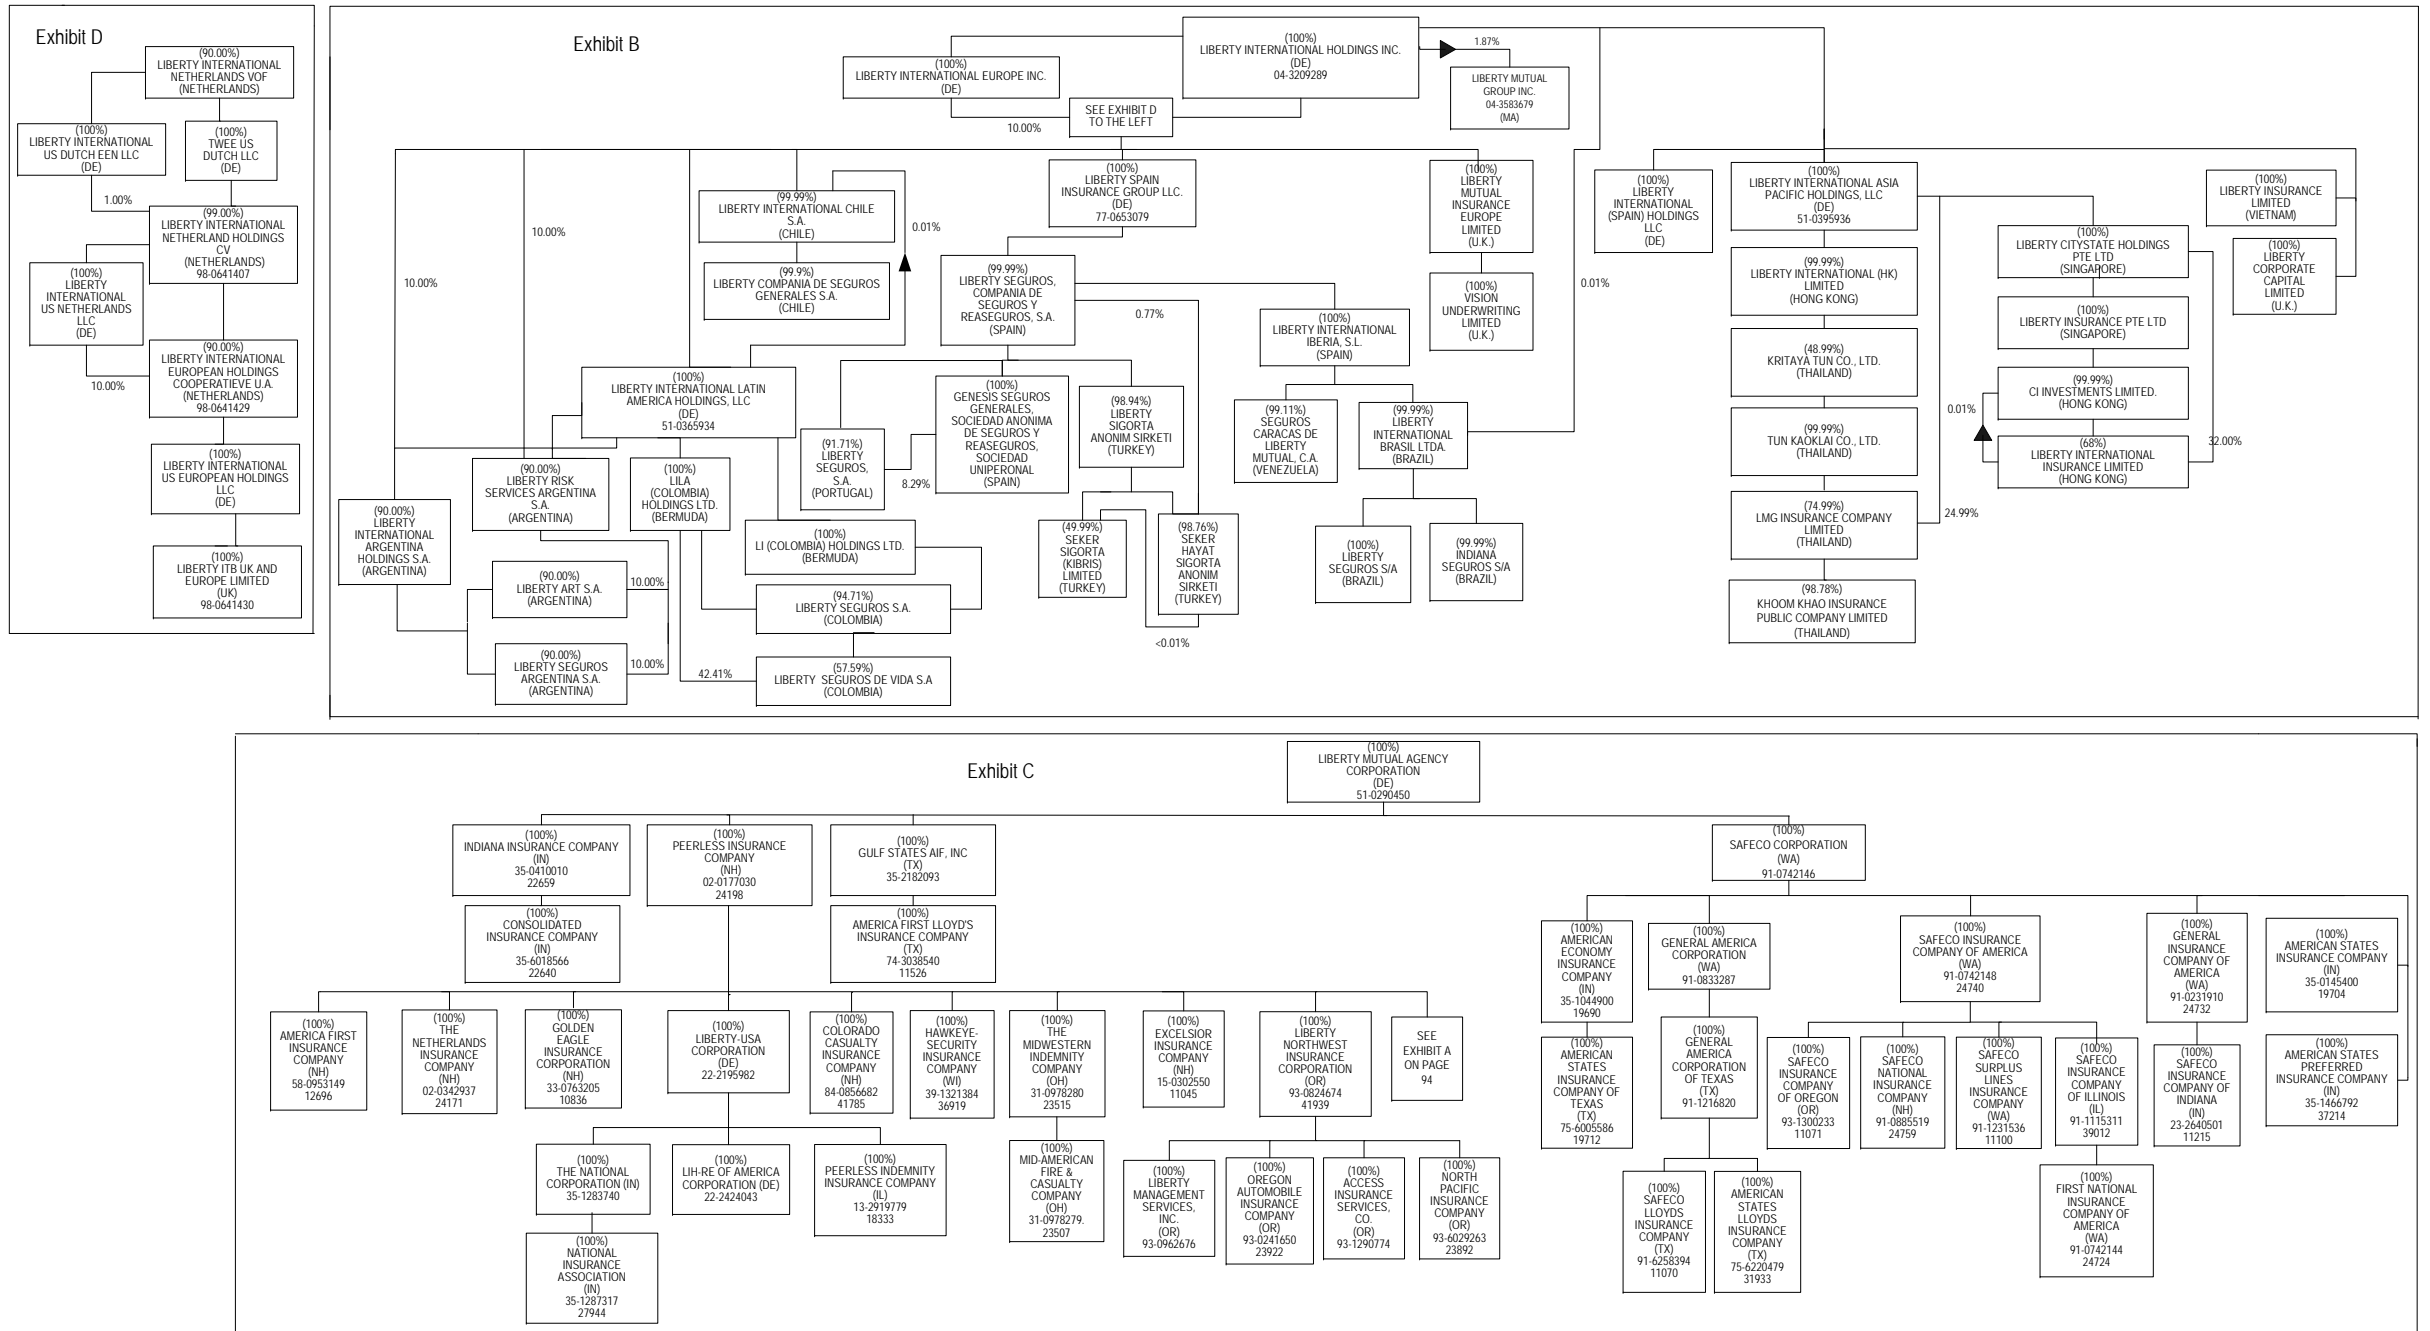 Exhibit D
(90.00%)
LIBERTY INTERNATIONAL
NETHERLANDS VOF
(NETHERLANDS)
(100%)
LIBERTY INTERNATIONAL
US DUTCH EEN LLC
(DE)
(100%)
TWEE US
DUTCH LLC
(DE)
1.00%
(99.00%)
LIBERTY INTERNATIONAL
NETHERLAND HOLDINGS
CV
(NETHERLANDS)
98-0641407
(100%)
LIBERTY
INTERNATIONAL
US NETHERLANDS
LLC
(DE)
10.00%
(90.00%)
LIBERTY INTERNATIONAL
EUROPEAN HOLDINGS
COOPERATIEVE U.A.
(NETHERLANDS)
98-0641429
(100%)
LIBERTY INTERNATIONAL
US EUROPEAN HOLDINGS
LLC
(DE)
(100%)
LIBERTY ITB UK AND
EUROPE LIMITED
(UK)
98-0641430
Exhibit B
(100%)
LIBERTY INTERNATIONAL HOLDINGS INC.
(DE)
04-3209289
1.87%
LIBERTY MUTUAL
GROUP INC.
04-3583679
(MA)
(100%)
LIBERTY INTERNATIONAL EUROPE INC.
(DE)
SEE EXHIBIT D
TO THE LEFT
10.00%
(99.99%)
LIBERTY INTERNATIONAL CHILE
S.A.
(CHILE)
0.01%
(99.9%)
LIBERTY COMPANIA DE SEGUROS
GENERALES S.A.
(CHILE)
10.00%
10.00%
(100%)
LIBERTY SPAIN
INSURANCE GROUP LLC.
(DE)
77-0653079
(100%)
LIBERTY
MUTUAL
INSURANCE
EUROPE
LIMITED
(U.K.)
(100%)
VISION
UNDERWRITING
LIMITED
(U.K.)
(99.99%)
LIBERTY SEGUROS,
COMPANIA DE
SEGUROS Y
REASEGUROS, S.A.
(SPAIN)
0.77%
(100%)
LIBERTY INTERNATIONAL
IBERIA, S.L.
(SPAIN)
0.01%
(100%)
LIBERTY INTERNATIONAL LATIN
AMERICA HOLDINGS, LLC
(DE)
51-0365934
(91.71%)
LIBERTY
SEGUROS,
S.A.
(PORTUGAL)
8.29%
(100%)
GENESIS SEGUROS
GENERALES,
SOCIEDAD ANONIMA
DE SEGUROS Y
REASEGUROS,
SOCIEDAD
UNIPERONAL
(SPAIN)
(98.94%)
LIBERTY
SIGORTA
ANONIM SIRKETI
(TURKEY)
(99.11%)
SEGUROS
CARACAS DE
LIBERTY
MUTUAL, C.A.
(VENEZUELA)
(99.99%)
LIBERTY
INTERNATIONAL
BRASIL LTDA.
(BRAZIL)
(90.00%)
LIBERTY
INTERNATIONAL
ARGENTINA
HOLDINGS S.A.
(ARGENTINA)
(90.00%)
LIBERTY RISK
SERVICES ARGENTINA
S.A.
(ARGENTINA)
(100%)
LILA
(COLOMBIA)
HOLDINGS LTD.
(BERMUDA)
(100%)
LI (COLOMBIA) HOLDINGS LTD.
(BERMUDA)
(90.00%)
LIBERTY ART S.A.
(ARGENTINA)
10.00%
(94.71%)
LIBERTY SEGUROS S.A.
(COLOMBIA)
(90.00%)
LIBERTY SEGUROS
ARGENTINA S.A.
(ARGENTINA)
10.00%
42.41%
(57.59%)
LIBERTY SEGUROS DE VIDA S.A
(COLOMBIA)
(49.99%)
SEKER
SIGORTA
(KIBRIS)
LIMITED
(TURKEY)
(98.76%)
SEKER
HAYAT
SIGORTA
ANONIM
SIRKETI
(TURKEY)
<0.01%
(100%)
LIBERTY
SEGUROS S/A
(BRAZIL)
(99.99%)
INDIANA
SEGUROS S/A
(BRAZIL)
(100%)
LIBERTY
INTERNATIONAL
(SPAIN) HOLDINGS
LLC
(DE)
(100%)
LIBERTY INTERNATIONAL ASIA
PACIFIC HOLDINGS, LLC
(DE)
51-0395936
(100%)
LIBERTY INSURANCE
LIMITED
(VIETNAM)
(100%)
LIBERTY
CORPORATE
CAPITAL
LIMITED
(U.K.)
(99.99%)
LIBERTY INTERNATIONAL (HK)
LIMITED
(HONG KONG)
(100%)
LIBERTY CITYSTATE HOLDINGS
PTE LTD
(SINGAPORE)
(48.99%)
KRITAYA TUN CO., LTD.
(THAILAND)
(100%)
LIBERTY INSURANCE PTE LTD
(SINGAPORE)
(99.99%)
TUN KAOKLAI CO., LTD.
(THAILAND)
(99.99%)
CI INVESTMENTS LIMITED.
(HONG KONG)
0.01%
(68%)
LIBERTY INTERNATIONAL
INSURANCE LIMITED
(HONG KONG)
32.00%
(74.99%)
LMG INSURANCE COMPANY
LIMITED
(THAILAND)
24.99%
(98.78%)
KHOOM KHAO INSURANCE
PUBLIC COMPANY LIMITED
(THAILAND)
Exhibit C
(100%)
LIBERTY MUTUAL AGENCY
CORPORATION
(DE)
51-0290450
(100%)
INDIANA INSURANCE COMPANY
(IN)
35-0410010
22659
(100%)
PEERLESS INSURANCE
COMPANY
(NH)
02-0177030
24198
(100%)
GULF STATES AIF, INC
(TX)
35-2182093
(100%)
SAFECO CORPORATION
(WA)
91-0742146
(100%)
CONSOLIDATED
INSURANCE COMPANY
(IN)
35-6018566
22640
(100%)
AMERICA FIRST LLOYD'S
INSURANCE COMPANY
(TX)
74-3038540
11526
(100%)
AMERICA FIRST
INSURANCE
COMPANY
(NH)
58-0953149
12696
(100%)
THE
NETHERLANDS
INSURANCE
COMPANY
(NH)
02-0342937
24171
(100%)
GOLDEN
EAGLE
INSURANCE
CORPORATION
(NH)
33-0763205
10836
(100%)
LIBERTY-USA
CORPORATION
(DE)
22-2195982
(100%)
COLORADO
CASUALTY
INSURANCE
COMPANY
(NH)
84-0856682
41785
(100%)
HAWKEYE-
SECURITY
INSURANCE
COMPANY
(WI)
39-1321384
36919
(100%)
THE
MIDWESTERN
INDEMNITY
COMPANY
(OH)
31-0978280
23515
(100%)
EXCELSIOR
INSURANCE
COMPANY
(NH)
15-0302550
11045
(100%)
LIBERTY
NORTHWEST
INSURANCE
CORPORATION
(OR)
93-0824674
41939
SEE
EXHIBIT A
ON PAGE
94
(100%)
THE NATIONAL
CORPORATION (IN)
35-1283740
(100%)
LIH-RE OF AMERICA
CORPORATION (DE)
22-2424043
(100%)
PEERLESS INDEMNITY
INSURANCE COMPANY
(IL)
13-2919779
18333
(100%)
MID-AMERICAN
FIRE &
CASUALTY
COMPANY
(OH)
31-0978279.
23507
(100%)
LIBERTY
MANAGEMENT
SERVICES,
INC.
(OR)
93-0962676
(100%)
OREGON
AUTOMOBILE
INSURANCE
COMPANY
(OR)
93-0241650
23922
(100%)
ACCESS
INSURANCE
SERVICES,
CO.
(OR)
93-1290774
(100%)
NORTH
PACIFIC
INSURANCE
COMPANY
(OR)
93-6029263
23892
(100%)
NATIONAL
INSURANCE
ASSOCIATION
(IN)
35-1287317
27944
(100%)
AMERICAN
ECONOMY
INSURANCE
COMPANY
(IN)
35-1044900
19690
(100%)
GENERAL AMERICA
CORPORATION
(WA)
91-0833287
(100%)
SAFECO INSURANCE
COMPANY OF AMERICA
(WA)
91-0742148
24740
(100%)
GENERAL
INSURANCE
COMPANY OF
AMERICA
(WA)
91-0231910
24732
(100%)
AMERICAN STATES
INSURANCE COMPANY
(IN)
35-0145400
19704
(100%)
AMERICAN
STATES
INSURANCE
COMPANY OF
TEXAS
(TX)
75-6005586
19712
(100%)
GENERAL
AMERICA
CORPORATION
OF TEXAS
(TX)
91-1216820
(100%)
SAFECO
INSURANCE
COMPANY
OF OREGON
(OR)
93-1300233
11071
(100%)
SAFECO
NATIONAL
INSURANCE
COMPANY
(NH)
91-0885519
24759
(100%)
SAFECO
SURPLUS
LINES
INSURANCE
COMPANY
(WA)
91-1231536
11100
(100%)
SAFECO
INSURANCE
COMPANY
OF ILLINOIS
(IL)
91-1115311
39012
(100%)
SAFECO
INSURANCE
COMPANY OF
INDIANA
(IN)
23-2640501
11215
(100%)
AMERICAN STATES
PREFERRED
INSURANCE COMPANY
(IN)
35-1466792
37214
(100%)
SAFECO
LLOYDS
INSURANCE
COMPANY
(TX)
91-6258394
11070
(100%)
AMERICAN
STATES
LLOYDS
INSURANCE
COMPANY
(TX)
75-6220479
31933
(100%)
FIRST NATIONAL
INSURANCE
COMPANY OF
AMERICA
(WA)
91-0742144
24724